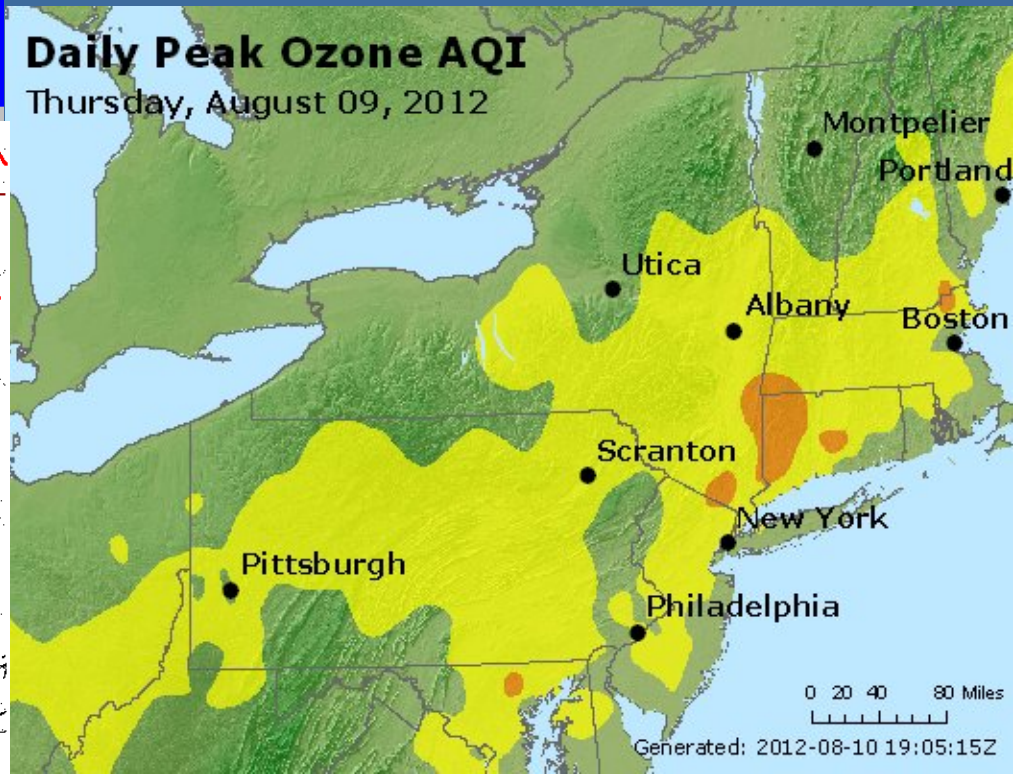 Daily Peak Ozone AQI
Thursday, August 09, 2012
Montpelier
Portland
Utica
Albany
Boston
Scranton
New York
Pittsburgh
Philadelphia
0 20 40 80 Miles
Generated: 2012-08-10 19:05:15Z